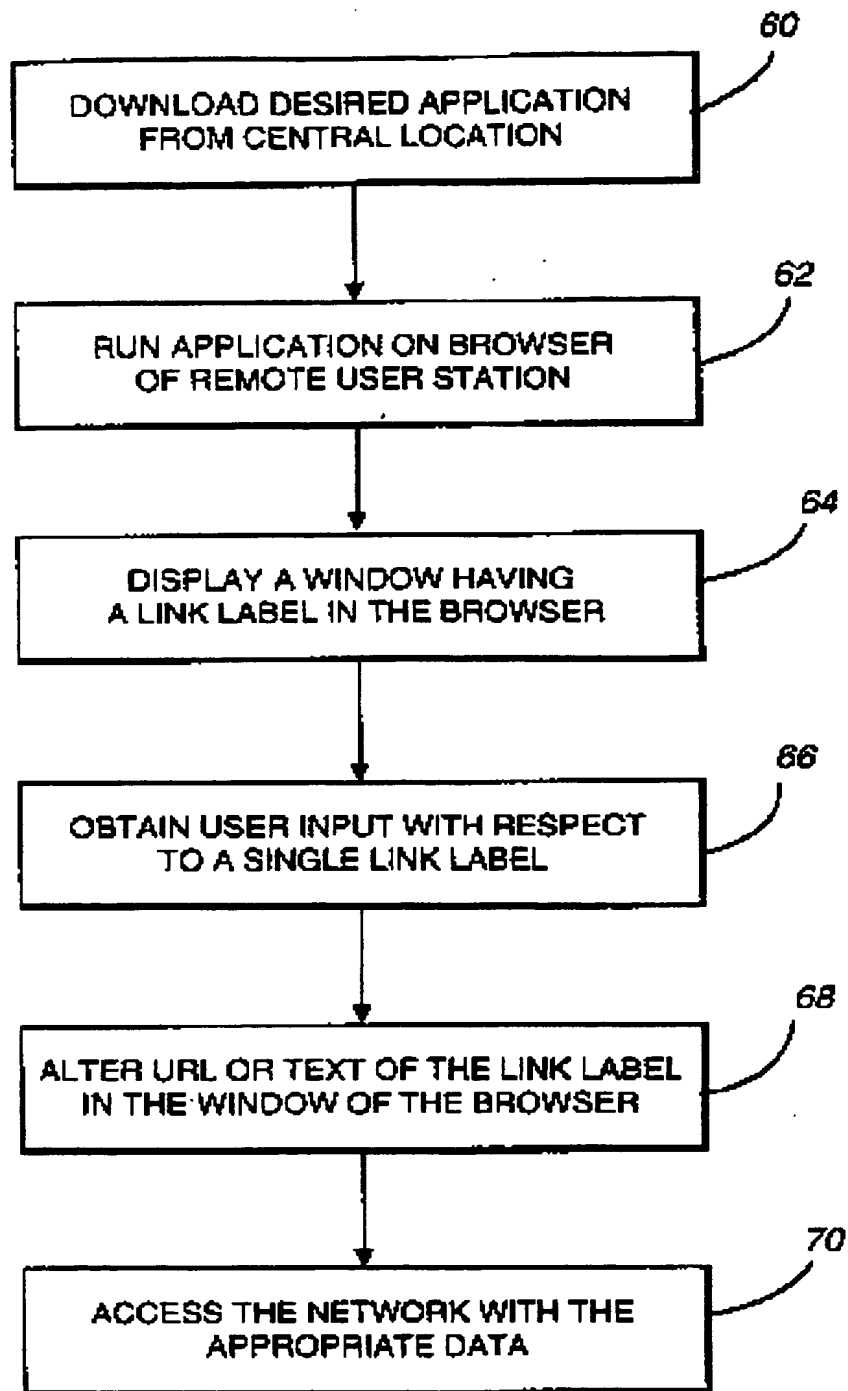 60
DOWNLOAD DESIRED APPLICATION
FROM CENTRAL LOCATION
62
RUN APPLICATION ON BROWSER
OF REMOTE USER STATION
64
DISPLAY A WINDOW HAVING
A LINK LABEL IN THE BROWSER
66
OBTAIN USER INPUT WITH RESPECT
TO A SINGLE LINK LABEL
68
ALTER URL OR TEXT OF THE LINK LABEL
IN THE WINDOW OF THE BROWSER
70
ACCESS THE NETWORK WITH THE
APPROPRIATE DATA